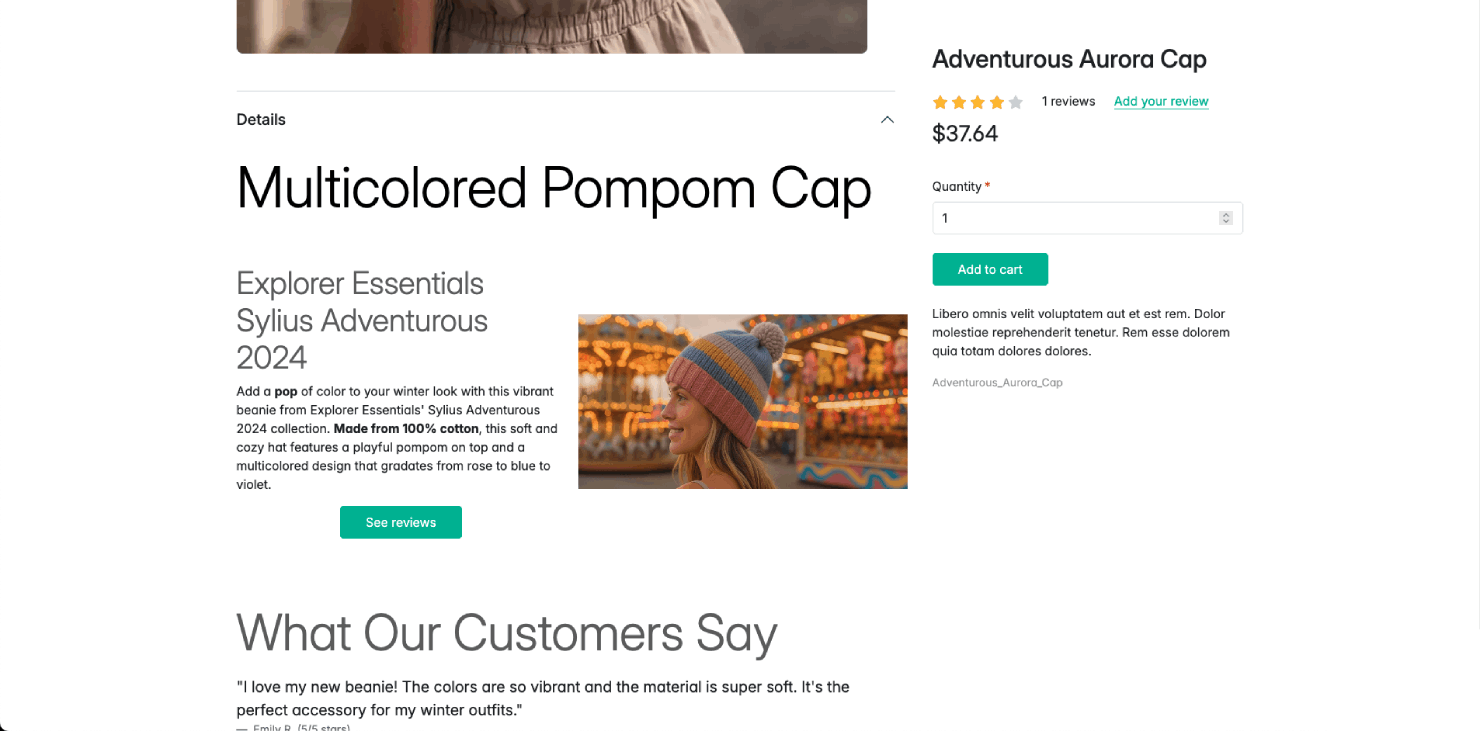 Adventurous Aurora Cap
1 reviews Add your review
$37.64
Quantity *
1
Add to cart
Libero omnis velit voluptatem aut et est rem. Dolor
molestiae reprehenderit tenetur. Rem esse dolorem
quia totam dolores dolores.
Adventurous_Aurora_Cap
Details
Multicolored Pompom Cap
Explorer Essentials
Sylius Adventurous
2024
Add a pop of color to your winter look with this vibrant
beanie from Explorer Essentials' Sylius Adventurous
2024 collection. Made from 100% cotton, this soft and
cozy hat features a playful pompom on top and a
multicolored design that gradates from rose to blue to
violet.
See reviews
What Our Customers Say
"I love my new beanie! The colors are so vibrant and the material is super soft. It's the
perfect accessory for my winter outfits."
— Emily R. (5/5 stars)